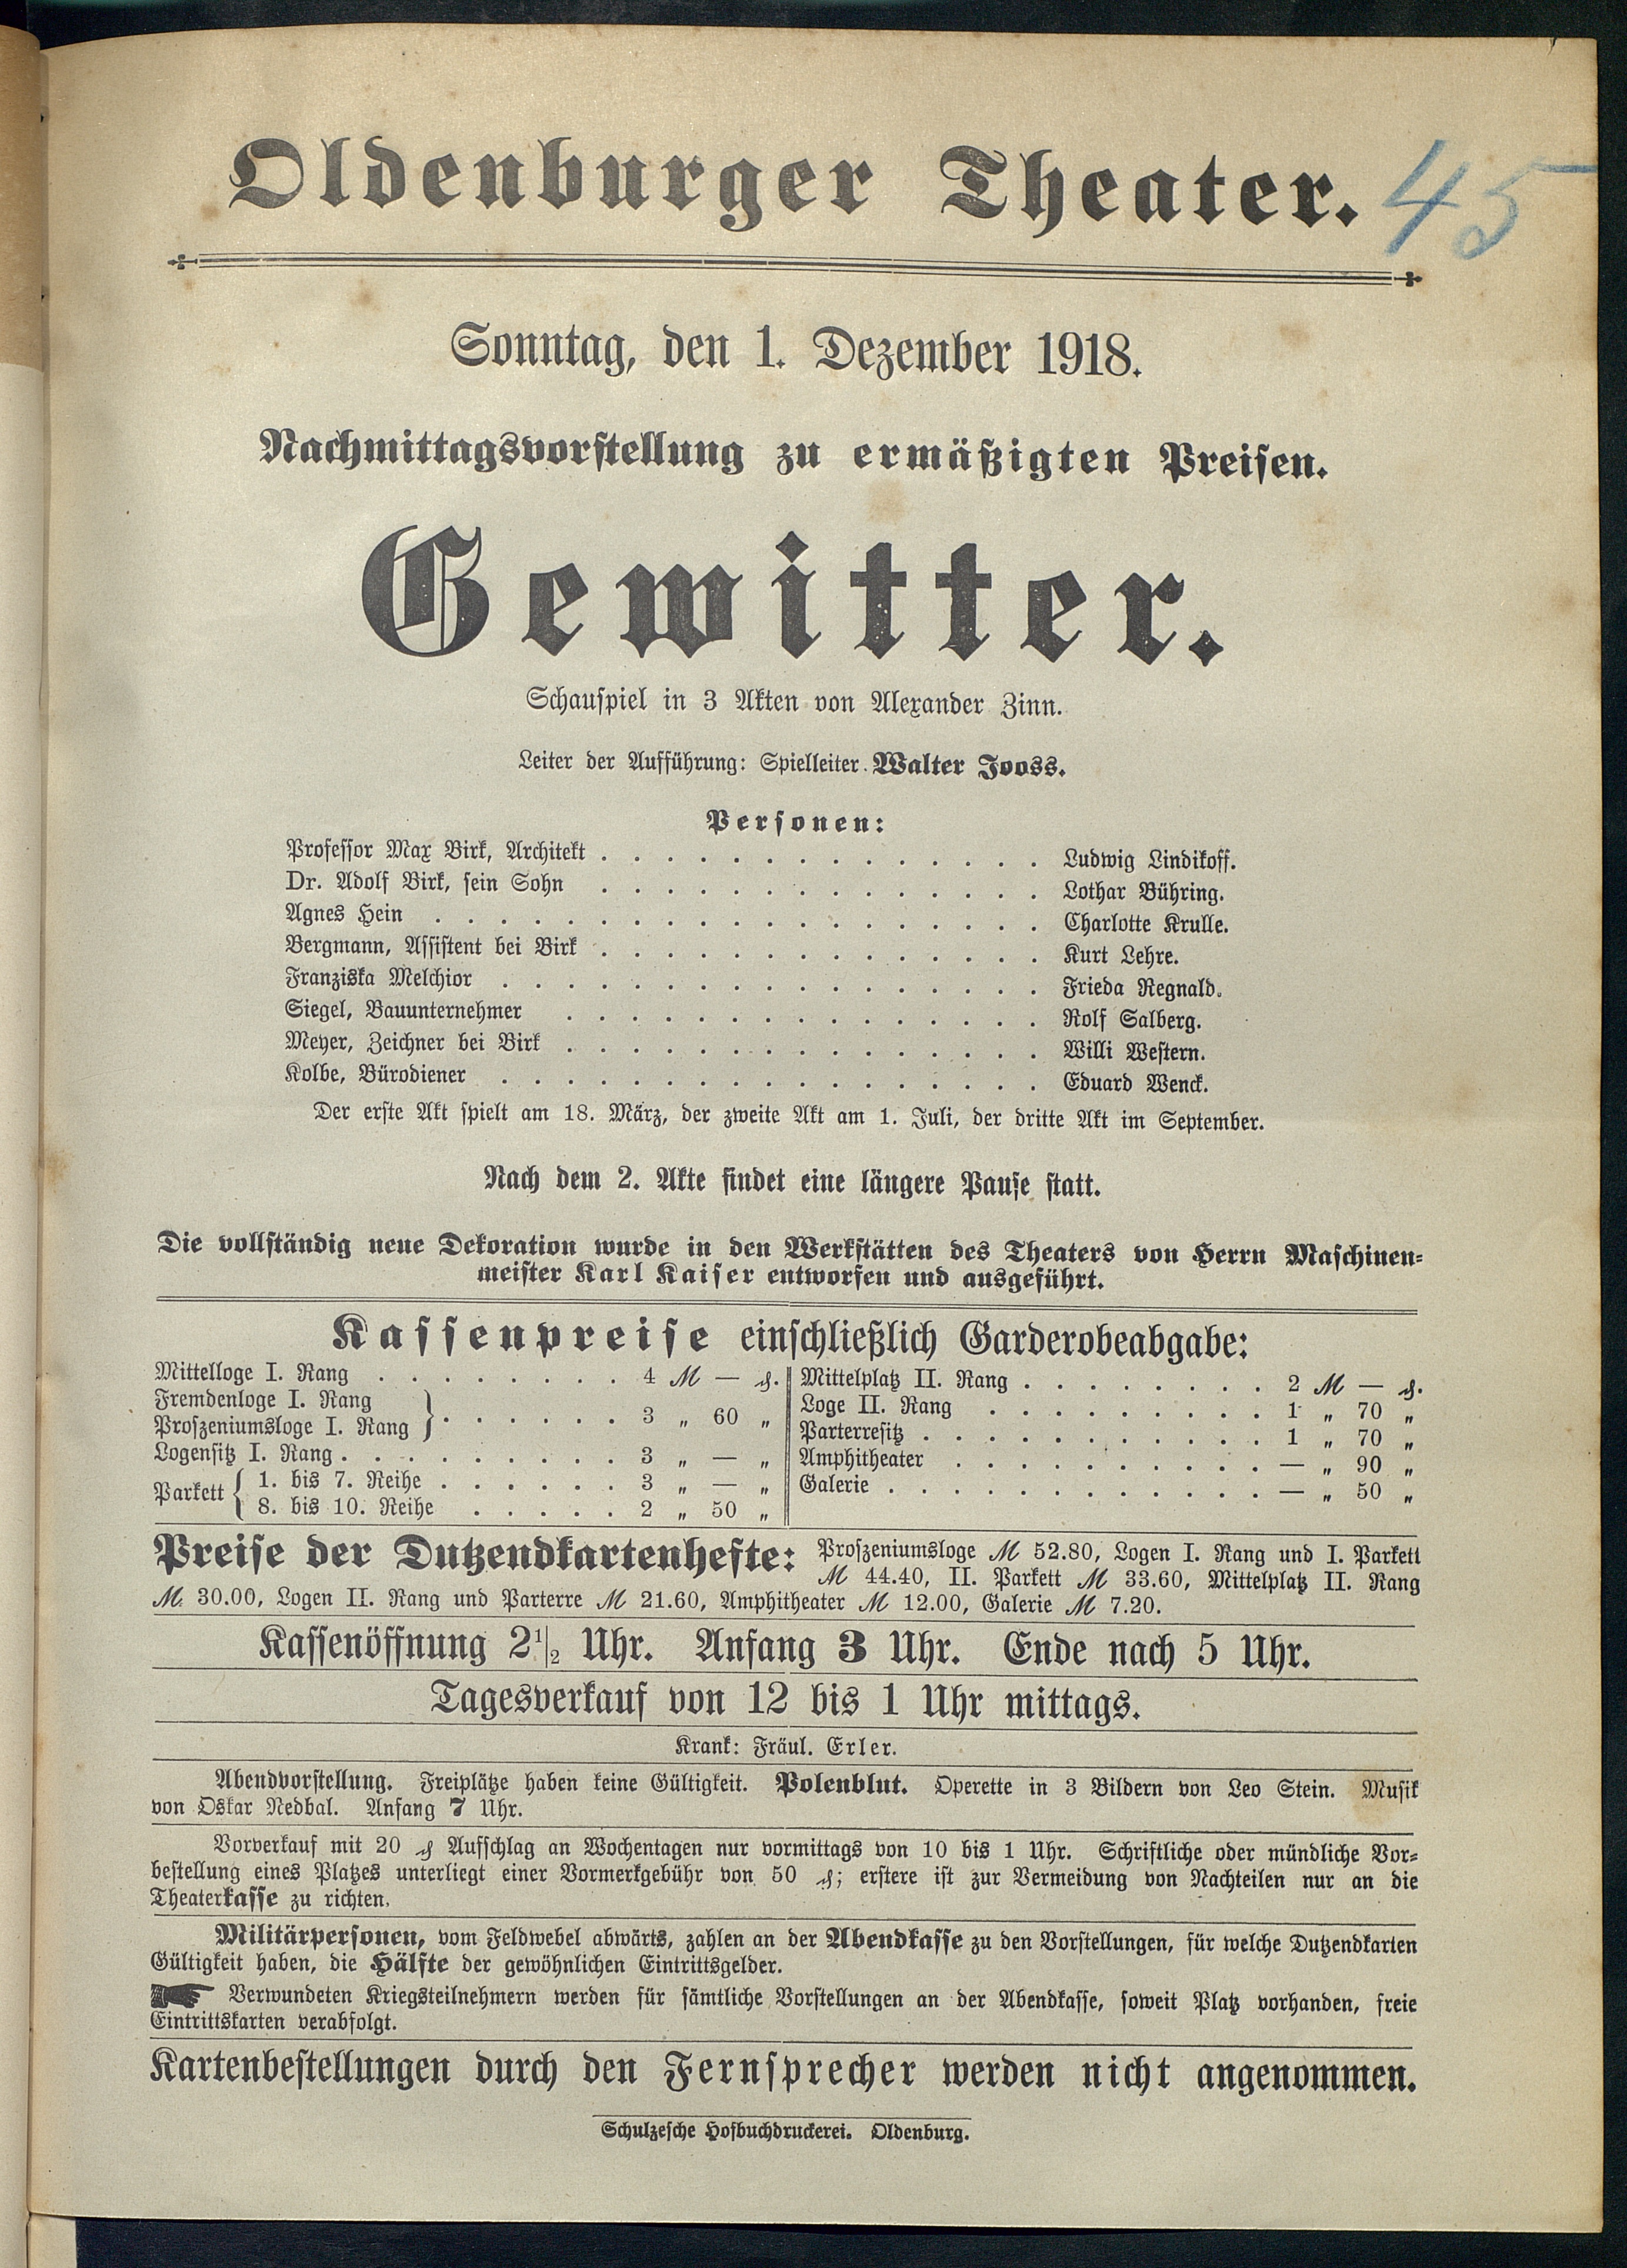 Oldenburger Theater.
45
Sonntag, den 1. Dezember 1918.
Nachmittagsvorstellung zu ermäßigten Preisen.
Gewitter.
Schauspiel in 3 Akten von Alexander Zinn.
Leiter der Aufführung: Spielleiter Walter Jooss.
Personen:
Professor Max Birk, Architekt . . . . . . . . . . . . . . Ludwig Lindikoff.
Dr. Adolf Birk, sein Sohn . . . . . . . . . . . . . . Lothar Bühring.
Agnes Hein . . . . . . . . . . . . . . . . . . . Charlotte Krulle.
Bergmann, Assistent bei Birk . . . . . . . . . . . . . . Kurt Lehre.
Franziska Melchior . . . . . . . . . . . . . . . . . Frieda Regnald.
Siegel, Bauunternehmer . . . . . . . . . . . . . . . Rolf Salberg.
Meyer, Zeichner bei Birk . . . . . . . . . . . . . . . Willi Western.
Kolbe, Bürodiener . . . . . . . . . . . . . . . . . Eduard Wenck.
Der erste Akt spielt am 18. März, der zweite Akt am 1. Juli, der dritte Akt im September.
Nach dem 2. Akte findet eine längere Pause statt.
Die vollständig neue Dekoration wurde in den Werkstätten des Theaters von Herrn Maschinen-
meister Karl Kaiser entworfen und ausgeführt.
Kassenpreise einschließlich Garderobeabgabe:
Mittelloge I. Rang . . . . . . . . 4 ℳ — ₰.
Fremdenloge I. Rang
Proszeniumsloge I. Rang } . . . . . . 3 „ 60 „
Logensitz I. Rang . . . . . . . . . 3 „ — „
Parkett { 1. bis 7. Reihe . . . . . . 3 „ — „
8. bis 10. Reihe . . . . . 2 „ 50 „
Mittelplatz II. Rang . . . . . . . . 2 ℳ — ₰.
Loge II. Rang . . . . . . . . . 1 „ 70 „
Parterresitz . . . . . . . . . . . 1 „ 70 „
Amphitheater . . . . . . . . . . — „ 90 „
Galerie . . . . . . . . . . . . — „ 50 „
Preise der Dutzendkartenhefte: Proszeniumsloge ℳ 52.80, Logen I. Rang und I. Parkett
ℳ 44.40, II. Parkett ℳ 33.60, Mittelplatz II. Rang
ℳ. 30.00, Logen II. Rang und Parterre ℳ 21.60, Amphitheater ℳ 12.00, Galerie ℳ 7.20.
Kassenöffnung 2 1/2 Uhr. Anfang 3 Uhr. Ende nach 5 Uhr.
Tagesverkauf von 12 bis 1 Uhr mittags.
Krank: Fräul. Erler.
Abendvorstellung. Freiplätze haben keine Gültigkeit. Polenblut. Operette in 3 Bildern von Leo Stein. Musik
von Oskar Nedbal. Anfang 7 Uhr.
Vorverkauf mit 20 ₰ Aufschlag an Wochentagen nur vormittags von 10 bis 1 Uhr. Schriftliche oder mündliche Vor-
bestellung eines Platzes unterliegt einer Vormerkgebühr von 50 ₰; erstere ist zur Vermeidung von Nachteilen nur an die
Theaterkasse zu richten.
Militärpersonen, vom Feldwebel abwärts, zahlen an der Abendkasse zu den Vorstellungen, für welche Dutzendkarten
Gültigkeit haben, die Hälfte der gewöhnlichen Eintrittsgelder.
☛ Verwundeten Kriegsteilnehmern werden für sämtliche Vorstellungen an der Abendkasse, soweit Platz vorhanden, freie
Eintrittskarten verabfolgt.
Kartenbestellungen durch den Fernsprecher werden nicht angenommen.
Schulzesche Hofbuchdruckerei. Oldenburg.